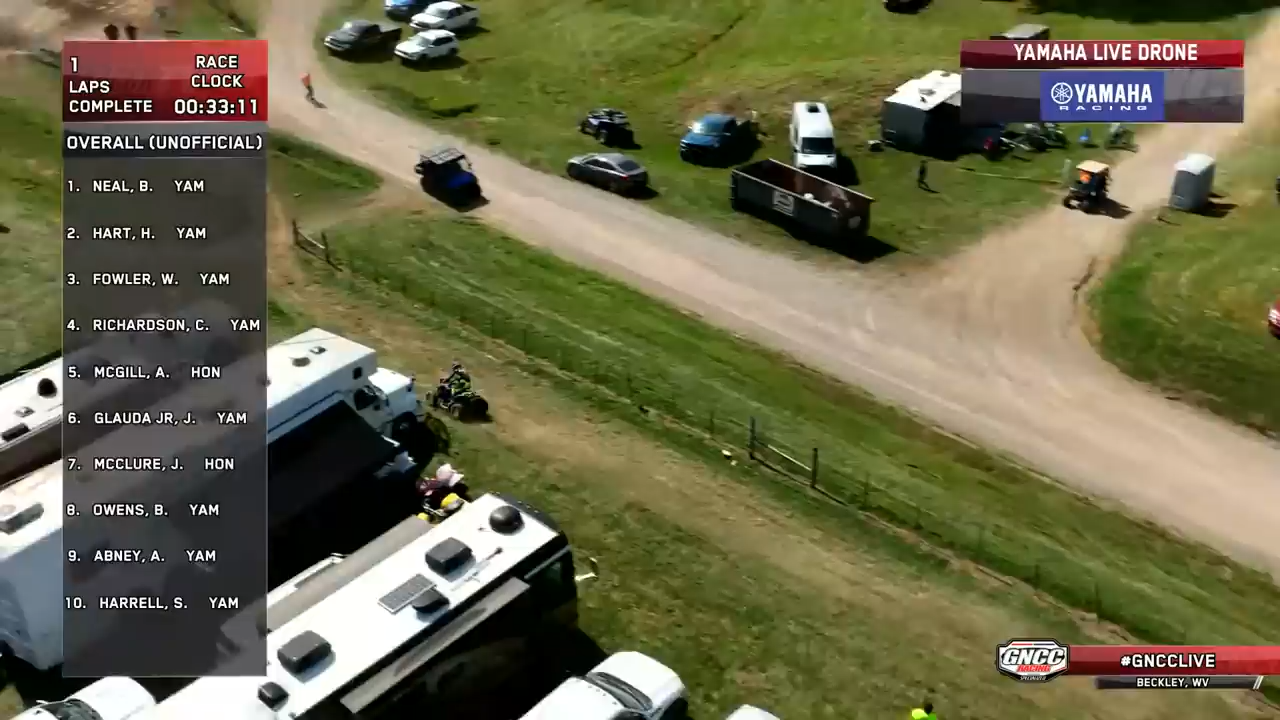 1
LAPS
COMPLETE
RACE
CLOCK
00:33:11
OVERALL (UNOFFICIAL)
1. NEAL, B. YAM
2. HART, H. YAM
3. FOWLER, W. YAM
4. RICHARDSON, C. YAM
5. MCGILL, A. HON
6. GLAUDA JR, J. YAM
7. MCCLURE, J. HON
8. OWENS, B. YAM
9. ABNEY, A. YAM
10. HARRELL, S. YAM
YAMAHA LIVE DRONE
YAMAHA
RACING
GNCC
RACING
#GNCCLIVE
BECKLEY, WV